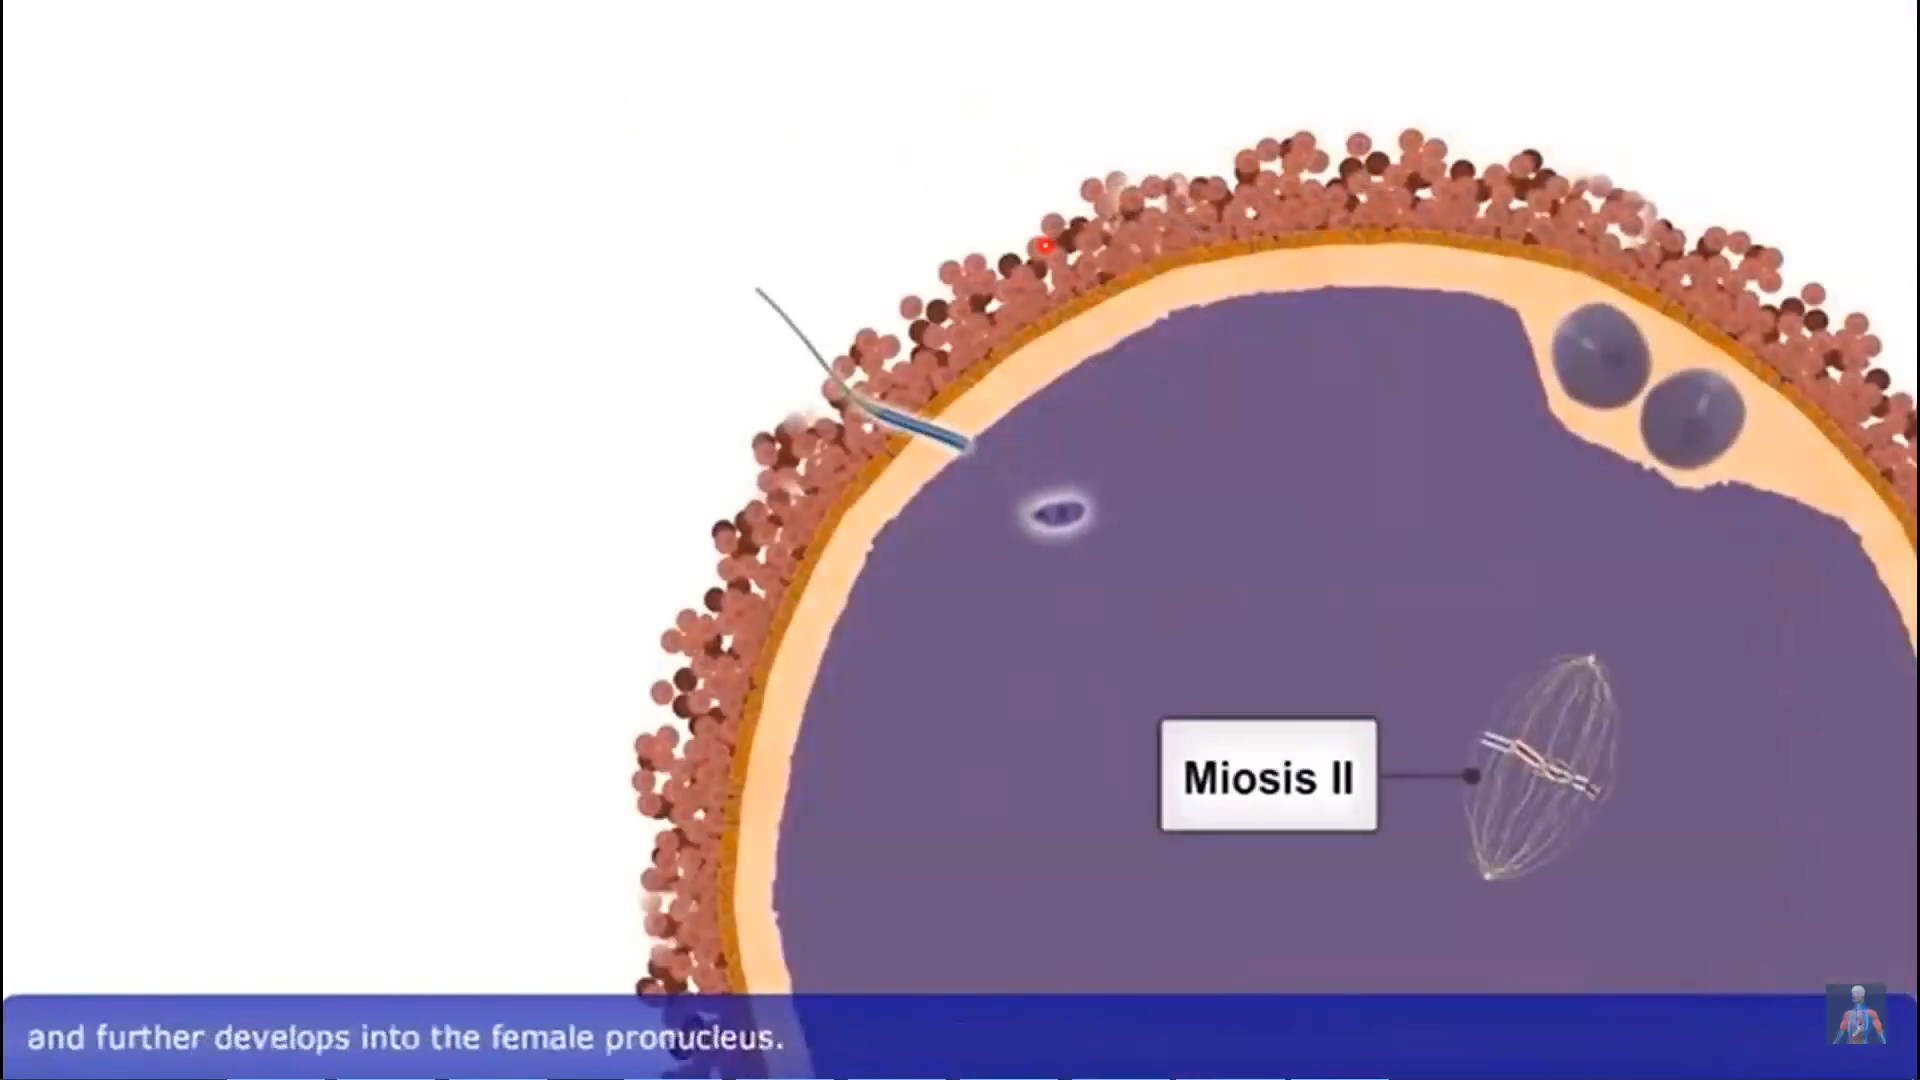 Miosis II
and further develops into the female pronucleus.